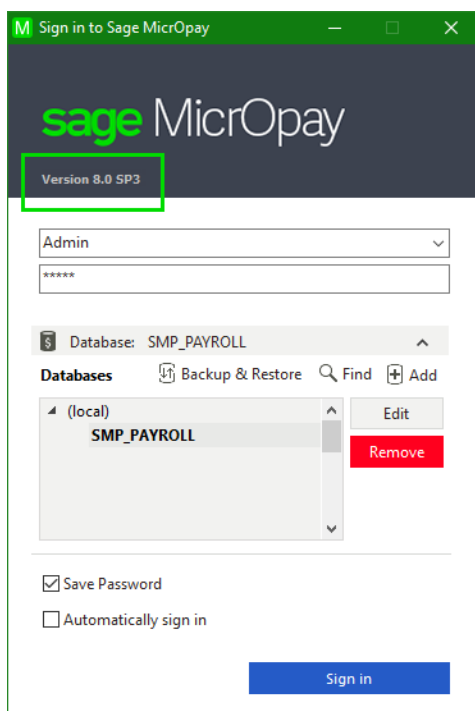 M Sign in to Sage MicrOpay
sage MicrOpay
Version 8.0 SP3
Admin
*****
Database: SMP_PAYROLL
Databases Backup & Restore Find Add
(local) Edit
SMP_PAYROLL
Remove
Save Password
Automatically sign in
Sign in